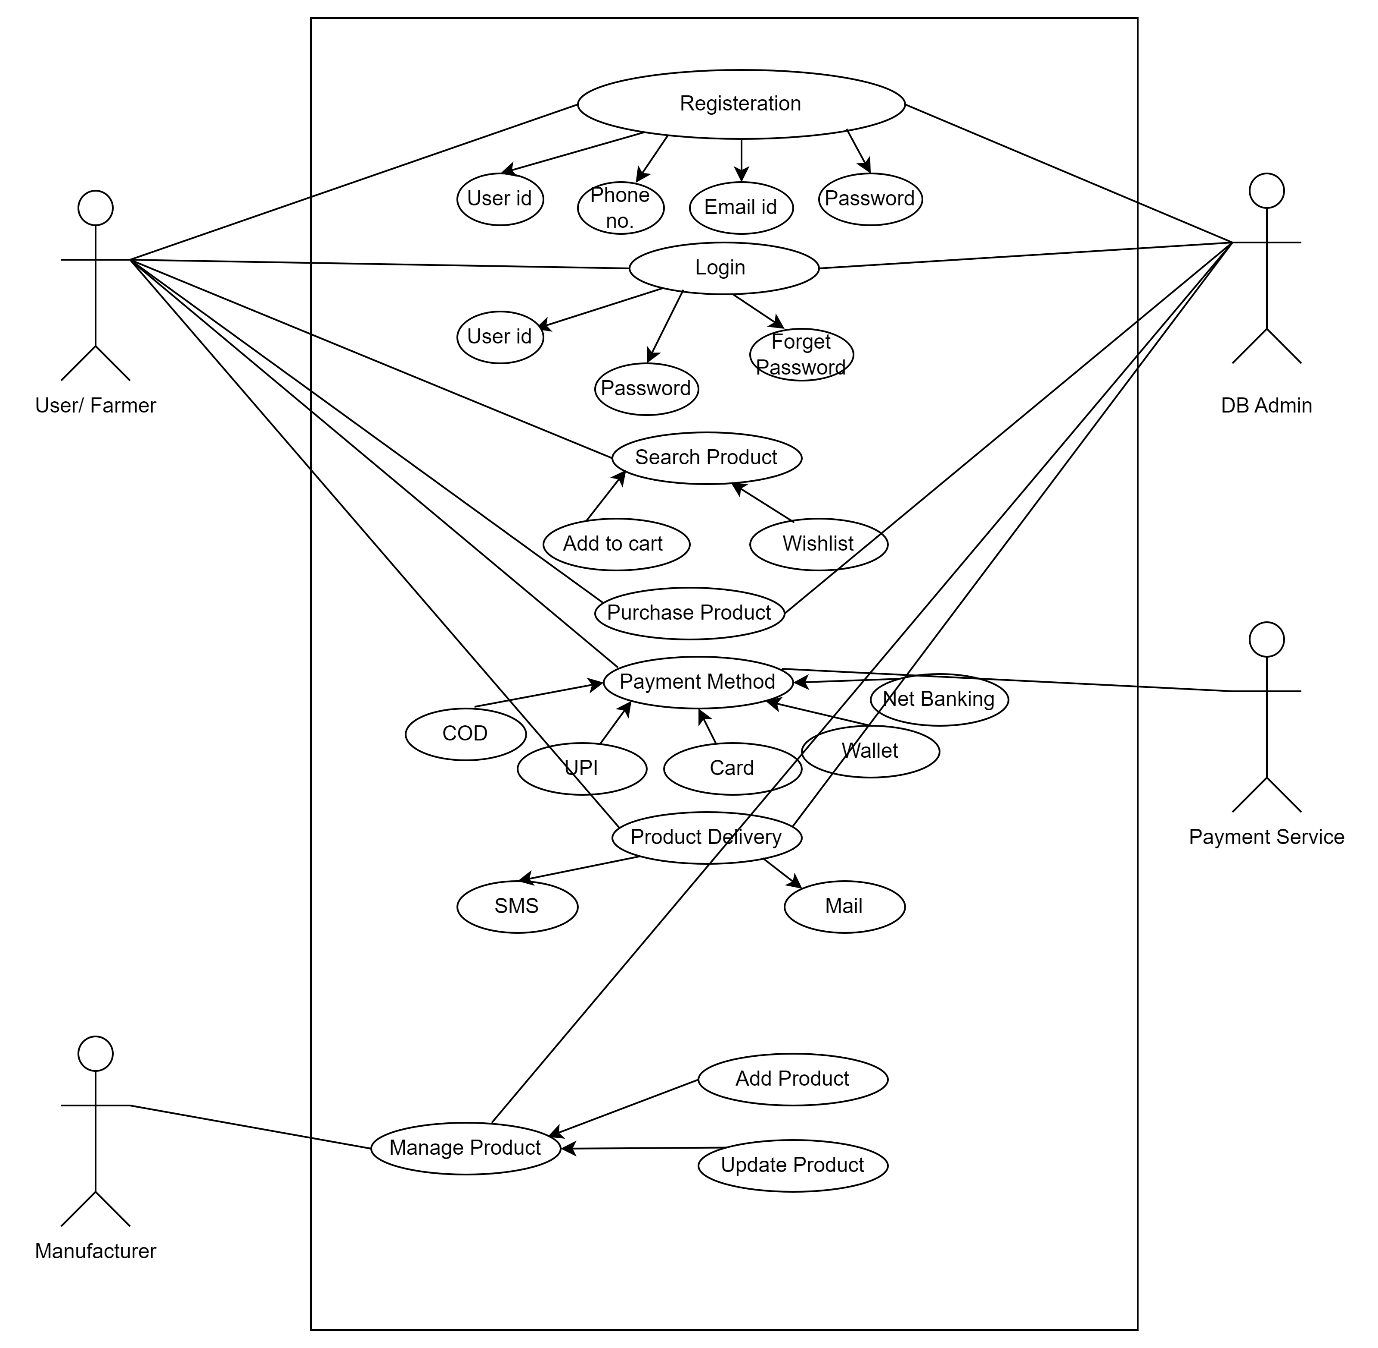 Registeration
User id
Phone
no.
Email id
Password
Login
User id
Forget
Password
Password
User/ Farmer
DB Admin
Search Product
Add to cart
Wishlist
Purchase Product
Payment Method
Net Banking
COD
UPI
Card
Wallet
Product Delivery
Payment Service
SMS
Mail
Add Product
Manage Product
Update Product
Manufacturer